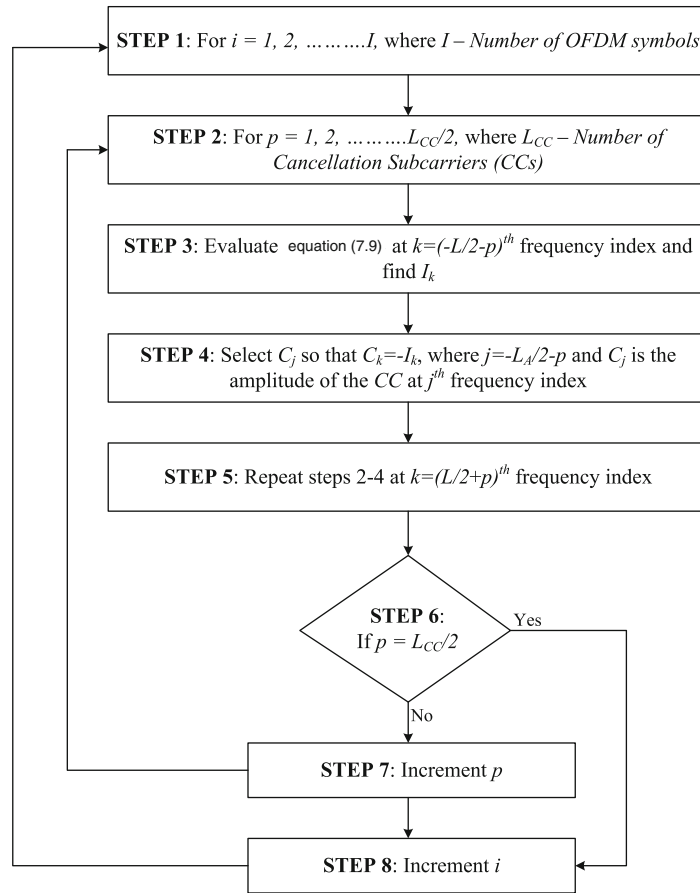 STEP 1: For i = 1, 2, ……….I, where I – Number of OFDM symbols
STEP 2: For p = 1, 2, ……….L_CC/2, where L_CC – Number of
Cancellation Subcarriers (CCs)
STEP 3: Evaluate equation (7.9) at k=(-L/2-p)^th frequency index and
find I_k
STEP 4: Select C_j so that C_k=-I_k, where j=-L_A/2-p and C_j is the
amplitude of the CC at j^th frequency index
STEP 5: Repeat steps 2-4 at k=(L/2+p)^th frequency index
STEP 6:
If p = L_CC/2
Yes
No
STEP 7: Increment p
STEP 8: Increment i